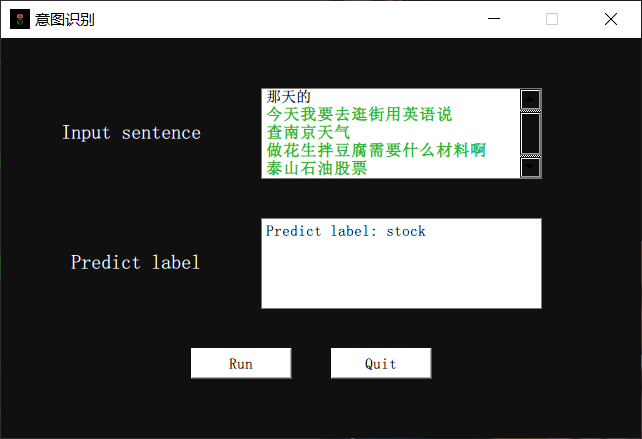 意图识别
Input sentence
那天的
今天我要去逛街用英语说
查南京天气
做花生拌豆腐需要什么材料啊
泰山石油股票
Predict label
Predict label: stock
Run
Quit